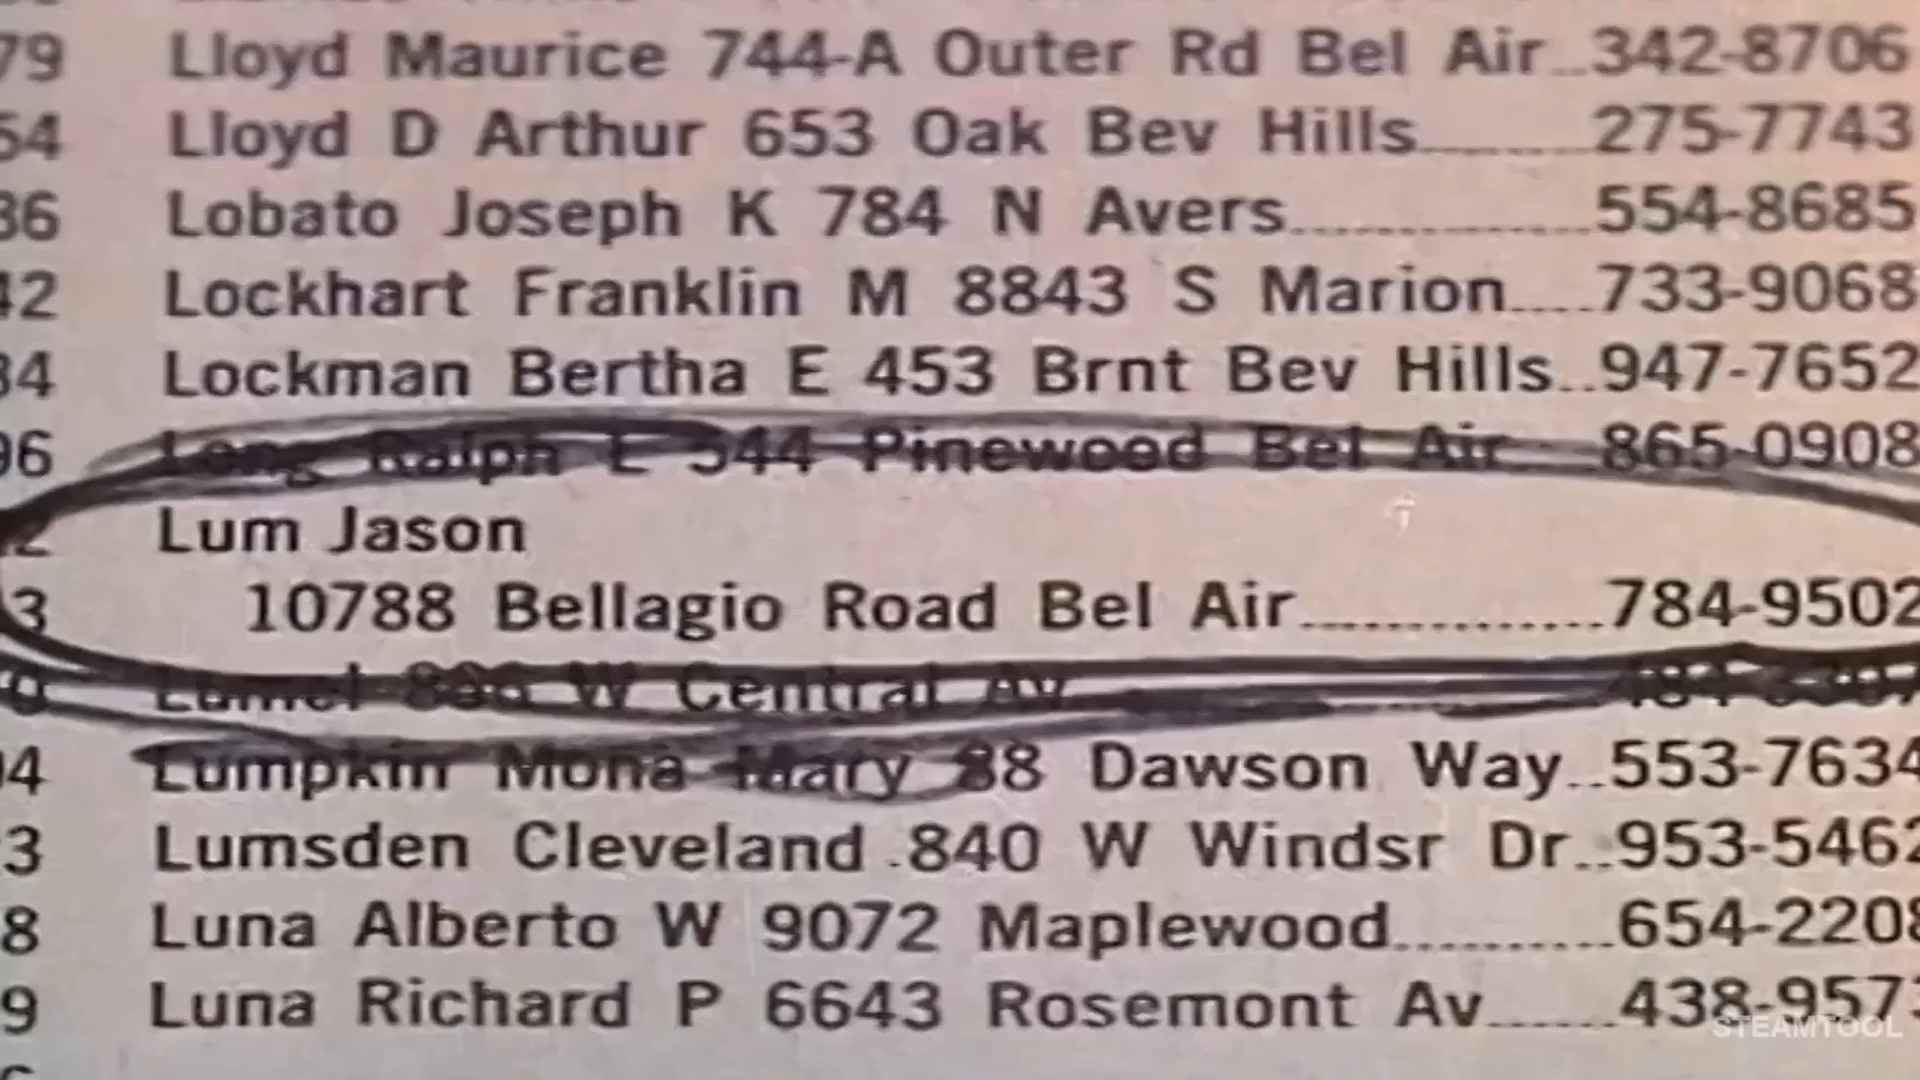 79 Lloyd Maurice 744-A Outer Rd Bel Air 342-8706
54 Lloyd D Arthur 653 Oak Bev Hills 275-7743
36 Lobato Joseph K 784 N Avers 554-8685
42 Lockhart Franklin M 8843 S Marion 733-9068
34 Lockman Bertha E 453 Brnt Bev Hills 947-7652
96 Long Ralph L 544 Pinewood Bel Air 865-0908
Lum Jason
3 10788 Bellagio Road Bel Air 784-9502
W Central Av
04 Lumpkin Mona Mary 88 Dawson Way 553-7634
3 Lumsden Cleveland 840 W Windsr Dr 953-5462
8 Luna Alberto W 9072 Maplewood 654-2208
9 Luna Richard P 6643 Rosemont Av 438-9573
STEAMTOOL